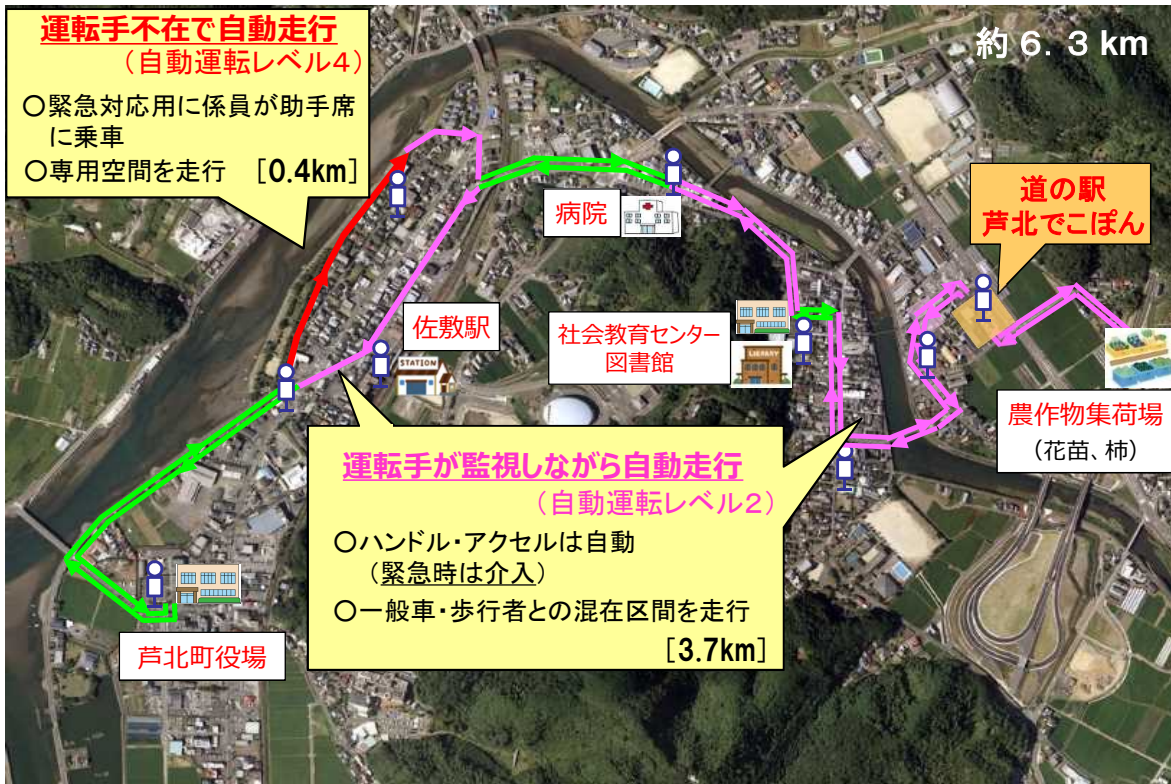 運転手不在で自動走行
(自動運転レベル4)
○緊急対応用に係員が助手席
に乗車
○専用空間を走行 [0.4km]
約6.3km
病院
道の駅
芦北でこぽん
佐敷駅
STATION
社会教育センター
図書館
LIBRARY
農作物集荷場
(花苗、柿)
運転手が監視しながら自動走行
(自動運転レベル2)
○ハンドル・アクセルは自動
(緊急時は介入)
○一般車・歩行者との混在区間を走行
[3.7km]
芦北町役場